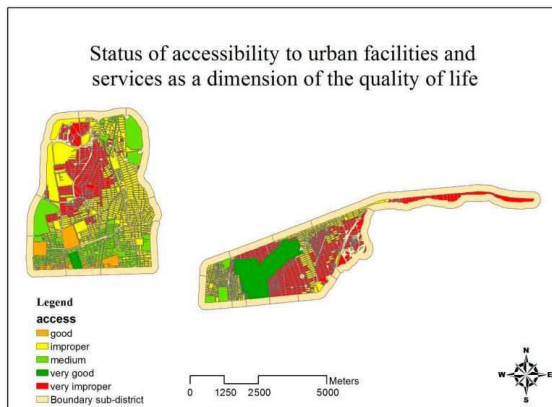 Status of accessibility to urban facilities and
services as a dimension of the quality of life
Legend
access
good
improper
medium
very good
very improper
Boundary sub-district
Meters
0 1250 2500 5000
N
W E
S